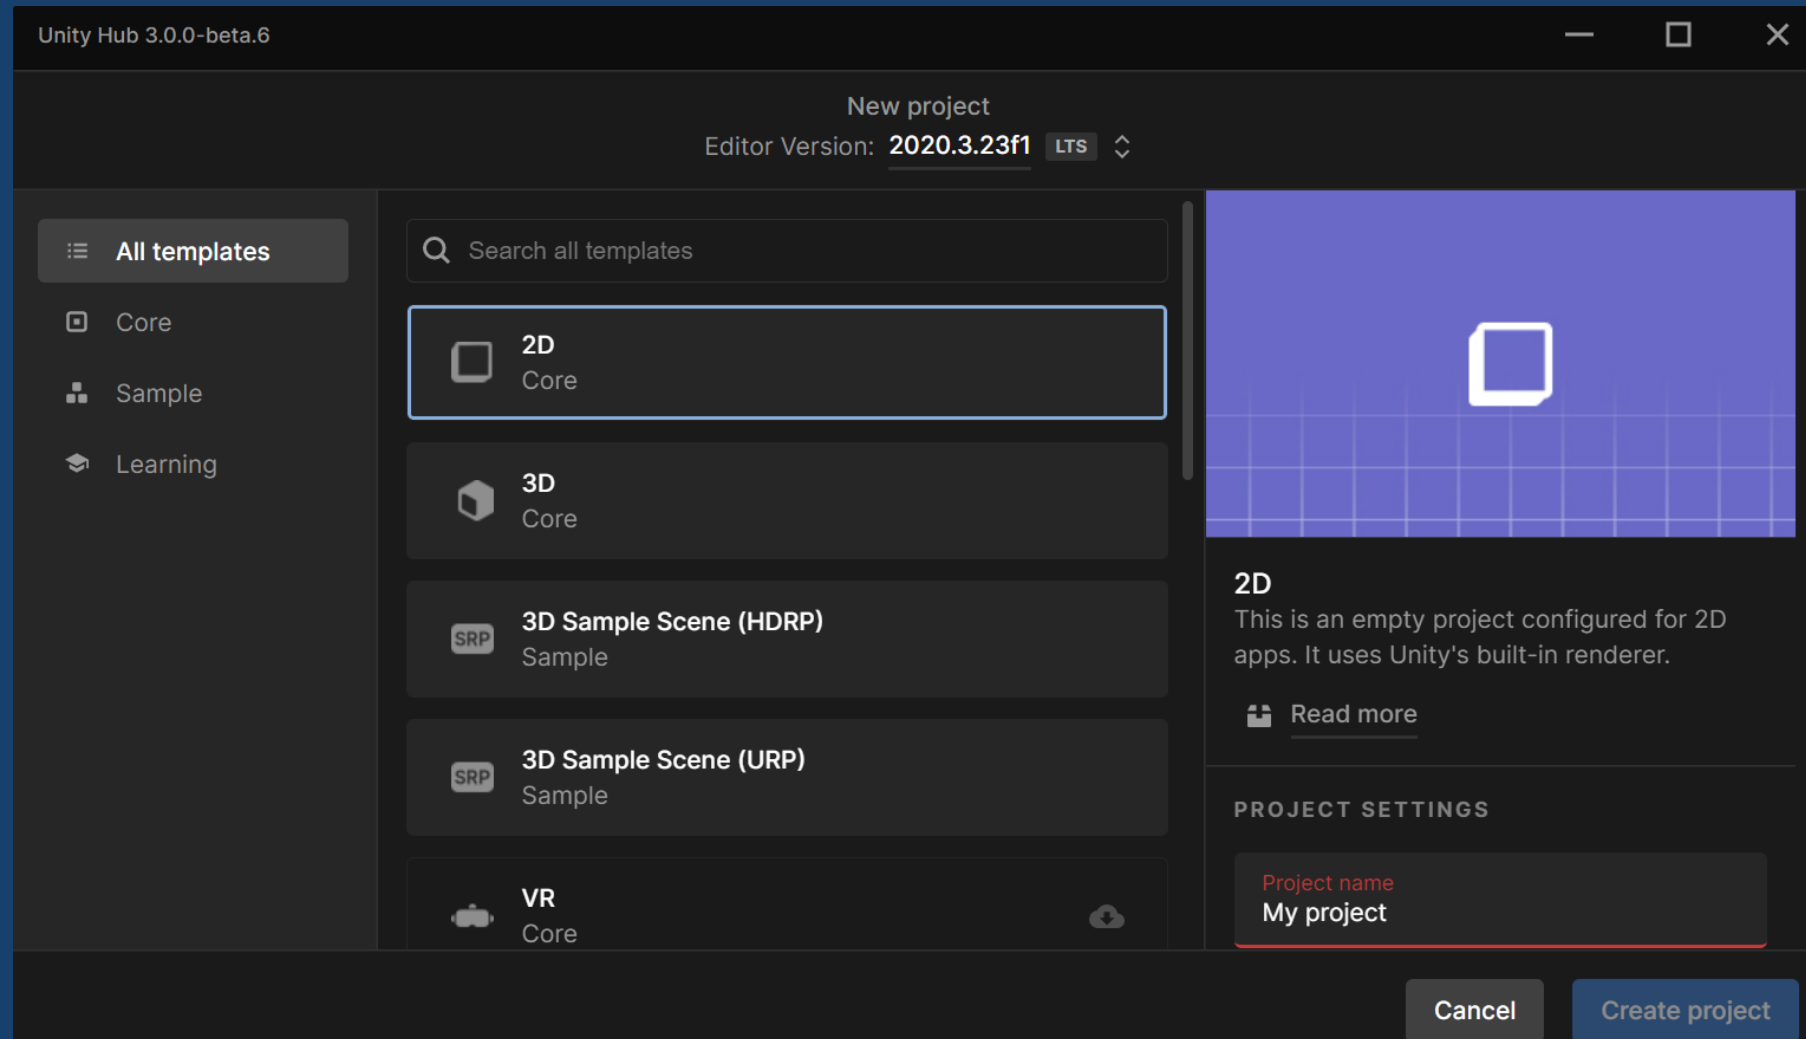 Unity Hub 3.0.0-beta.6
New project
Editor Version: 2020.3.23f1 LTS
All templates
Core
Sample
Learning
Search all templates
2D
Core
3D
Core
SRP
3D Sample Scene (HDRP)
Sample
SRP
3D Sample Scene (URP)
Sample
VR
Core
2D
This is an empty project configured for 2D
apps. It uses Unity's built-in renderer.
Read more
PROJECT SETTINGS
Project name
My project
Cancel
Create project